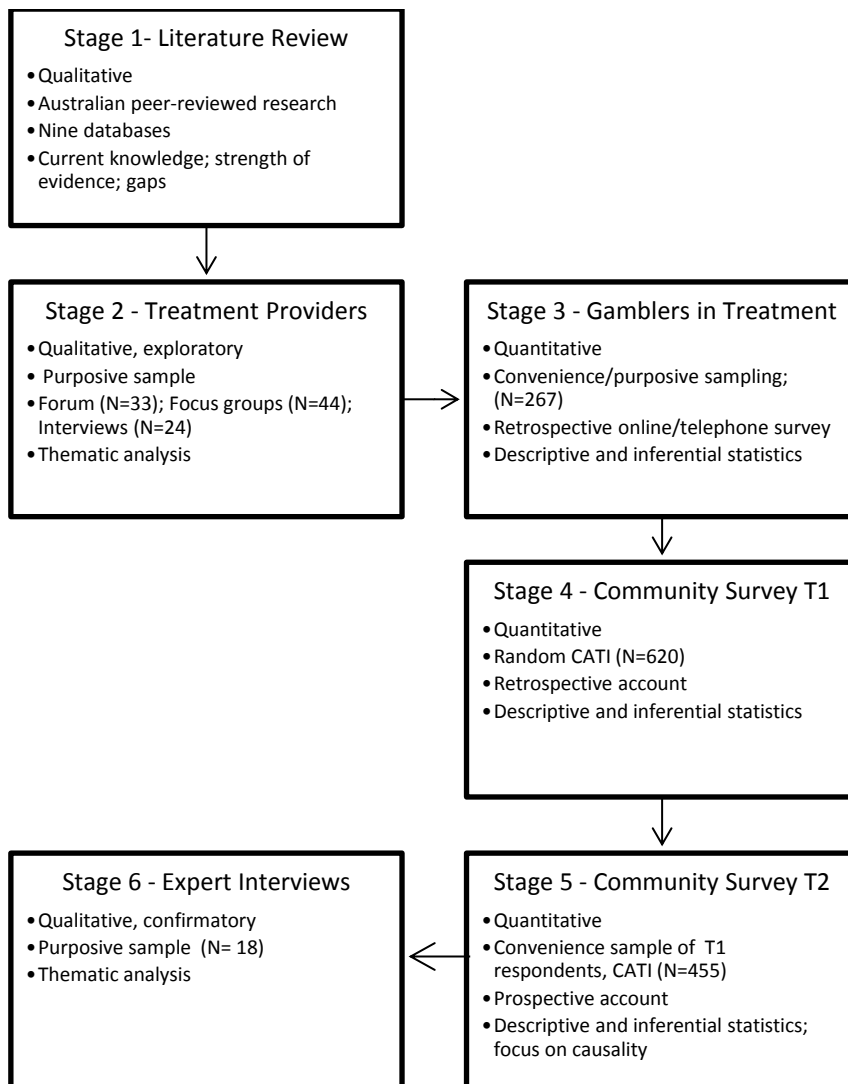 Stage 1- Literature Review
•Qualitative
•Australian peer-reviewed research
•Nine databases
•Current knowledge; strength of
evidence; gaps
Stage 2 - Treatment Providers
•Qualitative, exploratory
• Purposive sample
•Forum (N=33); Focus groups (N=44);
Interviews (N=24)
•Thematic analysis
Stage 3 - Gamblers in Treatment
•Quantitative
•Convenience/purposive sampling;
(N=267)
•Retrospective online/telephone survey
•Descriptive and inferential statistics
Stage 4 - Community Survey T1
•Quantitative
•Random CATI (N=620)
•Retrospective account
•Descriptive and inferential statistics
Stage 5 - Community Survey T2
•Quantitative
•Convenience sample of T1
respondents, CATI (N=455)
•Prospective account
•Descriptive and inferential statistics;
focus on causality
Stage 6 - Expert Interviews
•Qualitative, confirmatory
•Purposive sample (N= 18)
•Thematic analysis